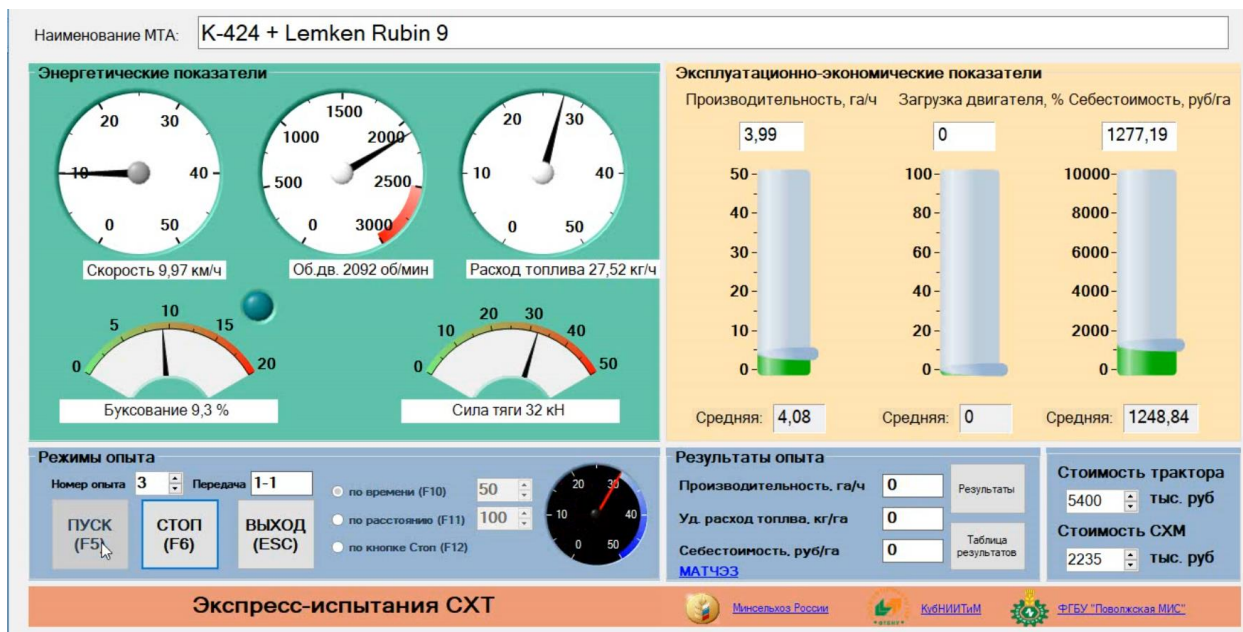 Наименование МТА: K-424 + Lemken Rubin 9
Энергетические показатели
20 30
10 40
0 50
Скорость 9,97 км/ч
1500
1000 2000
500 2500
0 3000
Об.дв. 2092 об/мин
20 30
10 40
0 50
Расход топлива 27,52 кг/ч
10
5 15
0 20
Буксование 9,3 %
20 30
10 40
0 50
Сила тяги 32 кН
Эксплуатационно-экономические показатели
Производительность, га/ч Загрузка двигателя, % Себестоимость, руб/га
3,99 0 1277,19
50 100 10000
40 80 8000
30 60 6000
20 40 4000
10 20 2000
0 0 0
Средняя: 4,08 Средняя: 0 Средняя: 1248,84
Режимы опыта
Номер опыта 3 Передача 1-1
ПУСК (F5)
СТОП (F6)
ВЫХОД (ESC)
по времени (F10) 50
по расстоянию (F11) 100
по кнопке Стоп (F12)
20 30
10 40
0 50
Результаты опыта
Производительность, га/ч 0
Уд. расход топлва, кг/га 0
Себестоимость, руб/га 0
МАТЧЭЗ
Результаты
Таблица результатов
Стоимость трактора
5400 тыс. руб
Стоимость СХМ
2235 тыс. руб
Экспресс-испытания СХТ
Минсельхоз России КубНИИТиМ ФГБУ "Поволжская МИС"